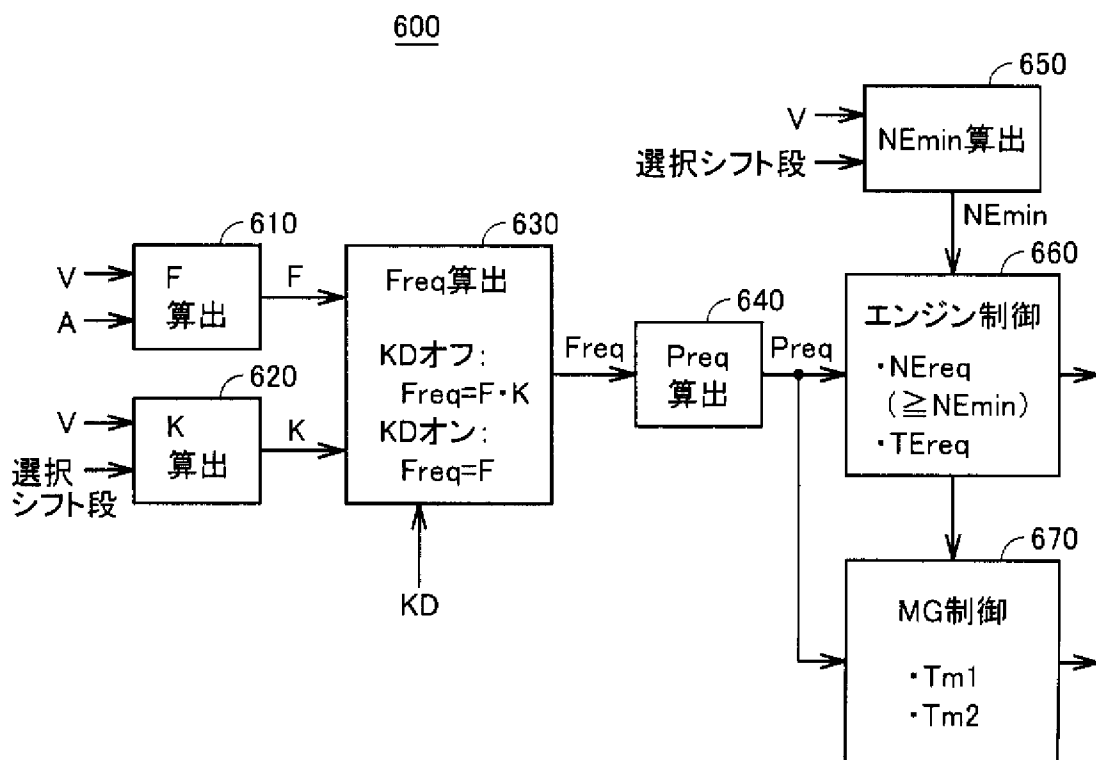 600
650
V
選択シフト段
NEmin算出
NEmin
610
V
A
F
算出
F
620
V
選択
シフト段
K
算出
K
630
Freq算出
KDオフ:
Freq=F・K
KDオン:
Freq=F
KD
Freq
640
Preq
算出
Preq
660
エンジン制御
・NEreq
(≧NEmin)
・TEreq
670
MG制御
・Tm1
・Tm2